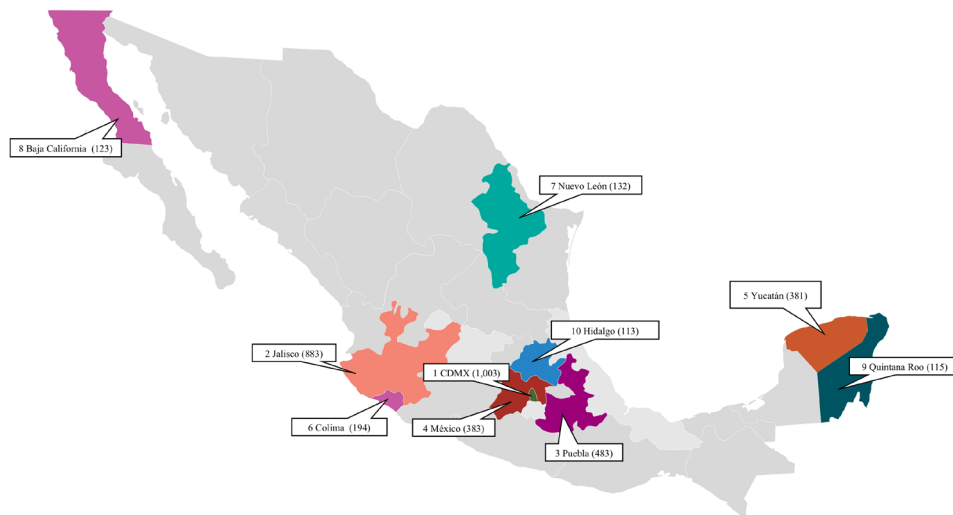 8 Baja California (123)
7 Nuevo León (132)
5 Yucatán (381)
10 Hidalgo (113)
2 Jalisco (883)
9 Quintana Roo (115)
1 CDMX (1,003)
6 Colima (194)
4 México (383)
3 Puebla (483)